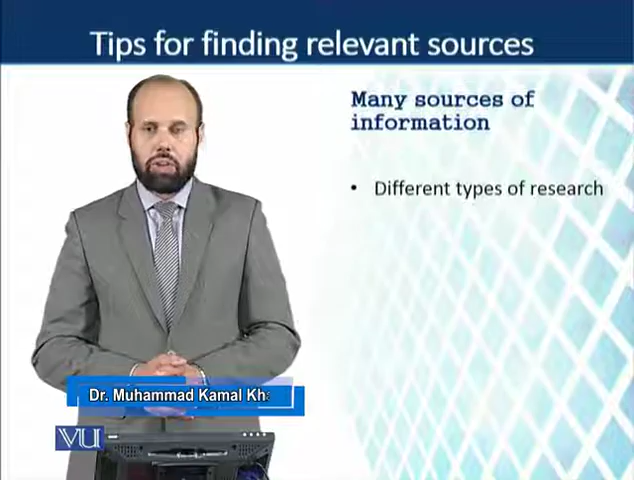 Tips for finding relevant sources
Many sources of
information
• Different types of research
Dr. Muhammad Kamal Kh
VU